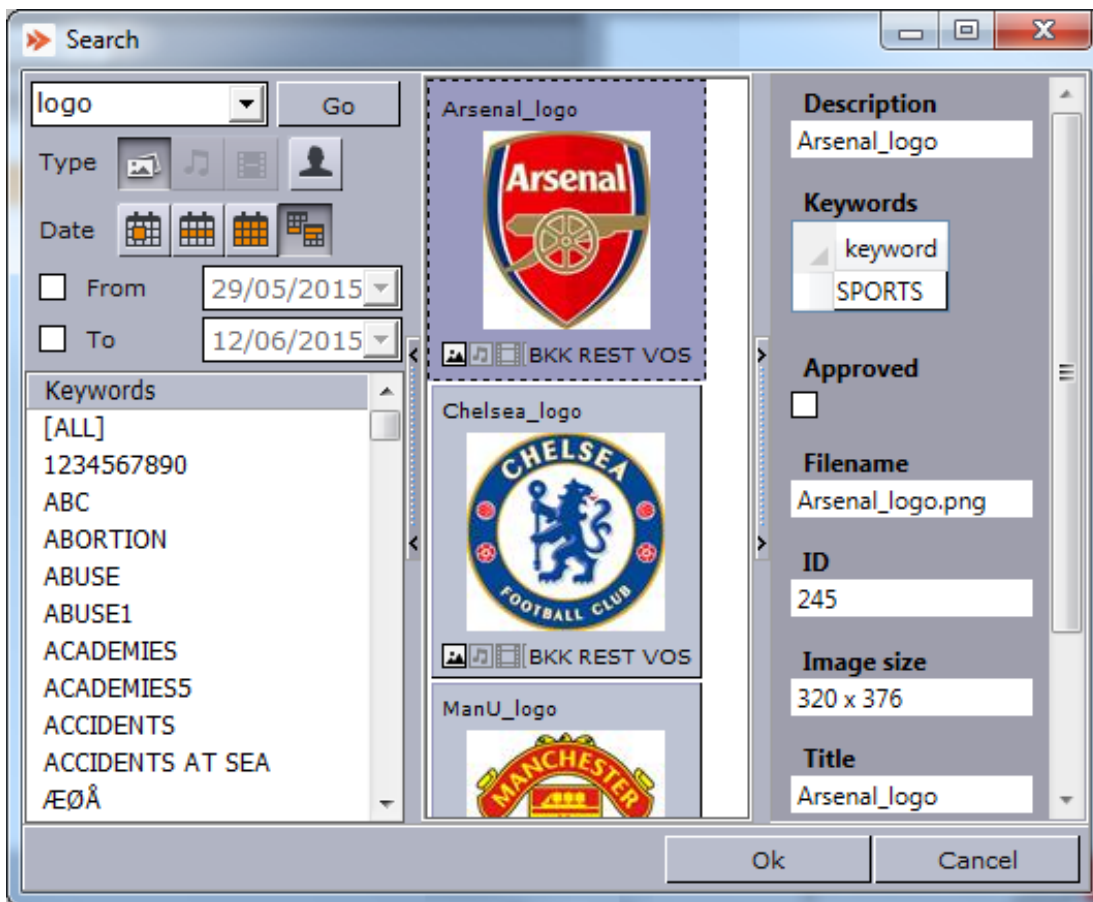 Search
logo
Go
Type
Date
From
29/05/2015
To
12/06/2015
Keywords
[ALL]
1234567890
ABC
ABORTION
ABUSE
ABUSE1
ACADEMIES
ACADEMIES5
ACCIDENTS
ACCIDENTS AT SEA
ÆØÅ
Arsenal_logo
Arsenal
BKK REST VOS
Chelsea_logo
CHELSEA
FOOTBALL CLUB
BKK REST VOS
ManU_logo
MANCHESTER
Description
Arsenal_logo
Keywords
keyword
SPORTS
Approved
Filename
Arsenal_logo.png
ID
245
Image size
320 x 376
Title
Arsenal_logo
Ok
Cancel